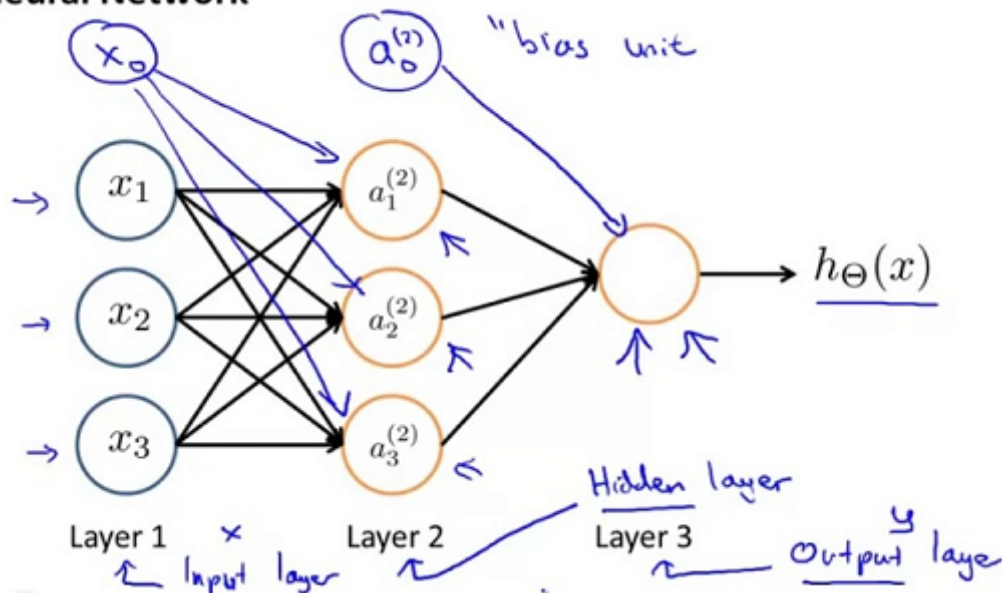 Neural Network
x₀ a₀⁽²⁾ "bias unit
x₁ a₁⁽²⁾
x₂ a₂⁽²⁾ hΘ(x)
x₃ a₃⁽²⁾
Hidden layer
Layer 1 x Layer 2 Layer 3 y
Input layer Output layer